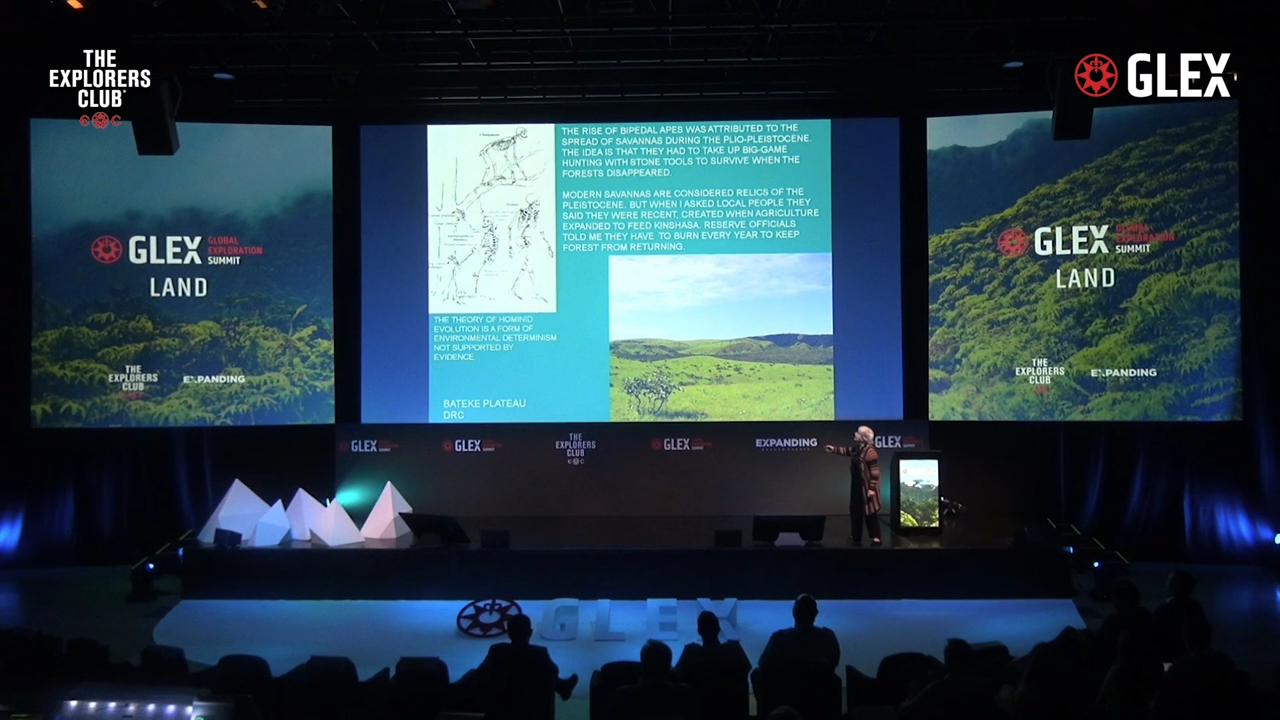 THE
EXPLORERS
CLUB
GLEX
GLEX
GLOBAL
EXPLORATION
SUMMIT
LAND
THE
EXPLORERS
CLUB
EXPANDING
THE RISE OF BIPEDAL APES WAS ATTRIBUTED TO THE
SPREAD OF SAVANNAS DURING THE PLIO-PLEISTOCENE.
THE IDEA IS THAT THEY HAD TO TAKE UP BIG-GAME
HUNTING WITH STONE TOOLS TO SURVIVE WHEN THE
FORESTS DISAPPEARED.
MODERN SAVANNAS ARE CONSIDERED RELICS OF THE
PLEISTOCENE. BUT WHEN I ASKED LOCAL PEOPLE THEY
SAID THEY WERE RECENT, CREATED WHEN AGRICULTURE
EXPANDED TO FEED KINSHASA. RESERVE OFFICIALS
TOLD ME THEY HAVE TO BURN EVERY YEAR TO KEEP
FOREST FROM RETURNING.
THE THEORY OF HOMINID
EVOLUTION IS A FORM OF
ENVIRONMENTAL DETERMINISM
NOT SUPPORTED BY
EVIDENCE.
BATEKE PLATEAU
DRC
GLEX
GLOBAL
EXPLORATION
SUMMIT
LAND
THE
EXPLORERS
CLUB
EXPANDING
GLEX
GLEX
THE
EXPLORERS
CLUB
GLEX
EXPANDING
GLEX
GLEX
THE EXPLORERS CLUB